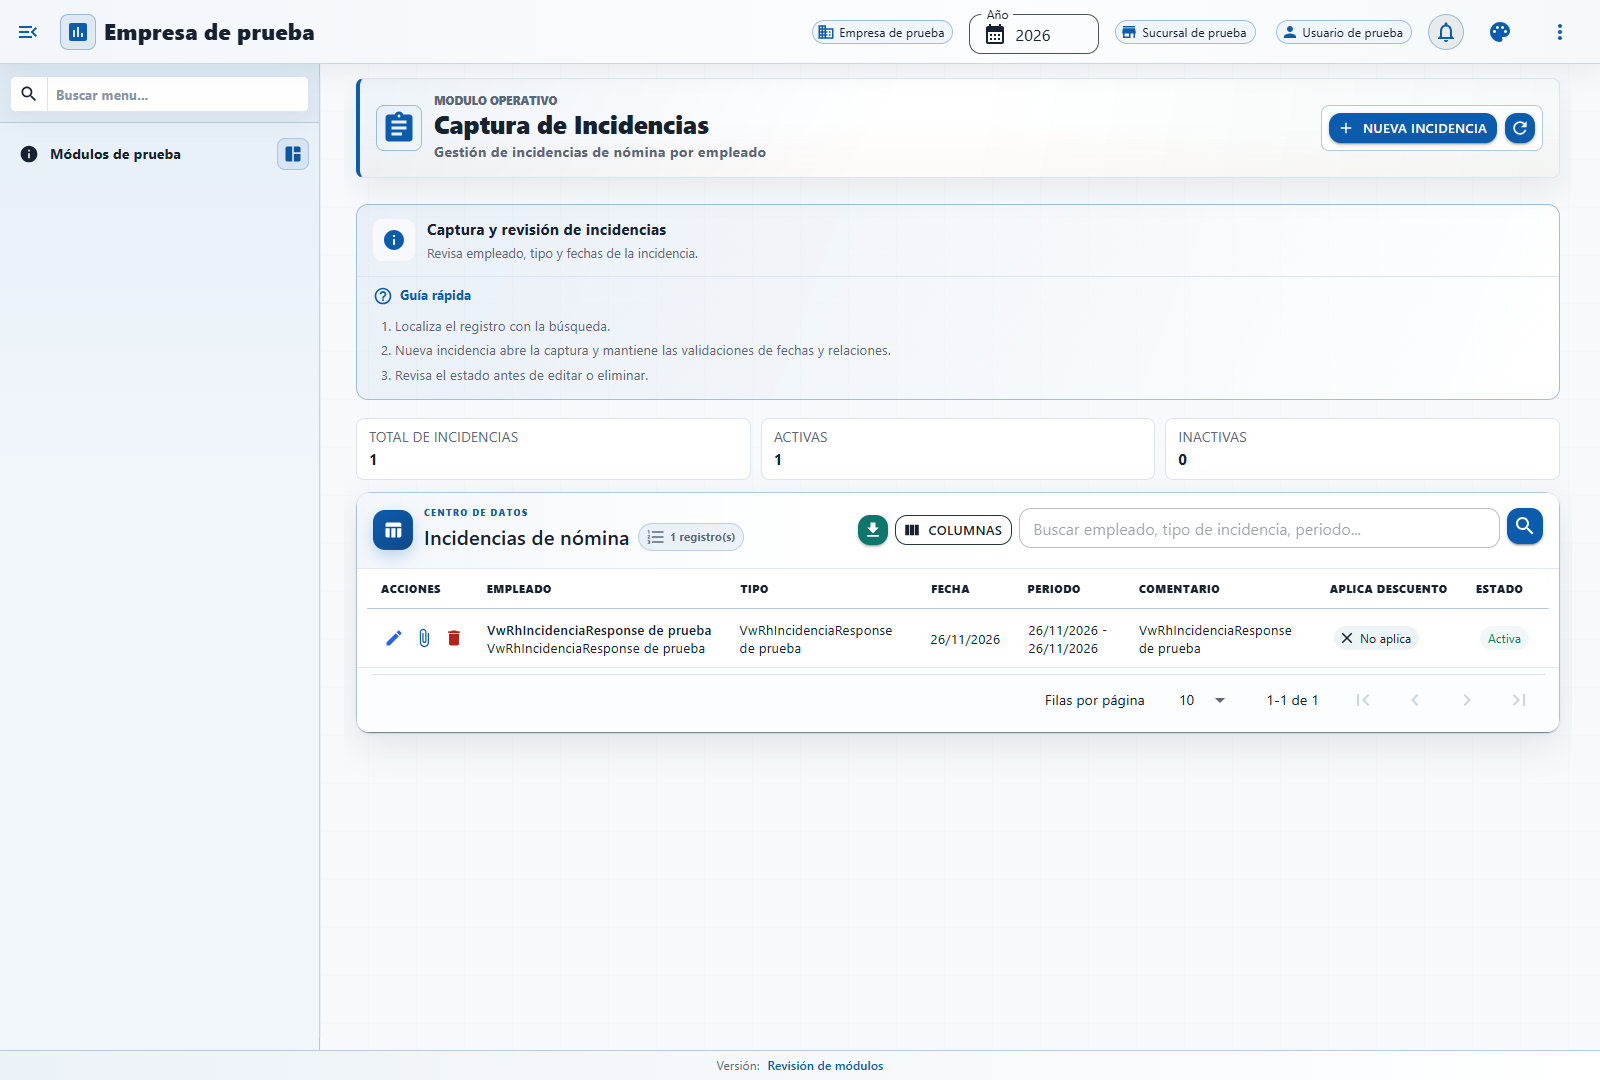 Empresa de prueba
Empresa de prueba
Año
2026
Sucursal de prueba
Usuario de prueba
Buscar menu...
Módulos de prueba
MODULO OPERATIVO
Captura de Incidencias
Gestión de incidencias de nómina por empleado
NUEVA INCIDENCIA
Captura y revisión de incidencias
Revisa empleado, tipo y fechas de la incidencia.
Guía rápida
1. Localiza el registro con la búsqueda.
2. Nueva incidencia abre la captura y mantiene las validaciones de fechas y relaciones.
3. Revisa el estado antes de editar o eliminar.
TOTAL DE INCIDENCIAS
1
ACTIVAS
1
INACTIVAS
0
CENTRO DE DATOS
Incidencias de nómina
1 registro(s)
COLUMNAS
Buscar empleado, tipo de incidencia, periodo...
ACCIONES EMPLEADO TIPO FECHA PERIODO COMENTARIO APLICA DESCUENTO ESTADO
VwRhIncidenciaResponse de prueba
VwRhIncidenciaResponse de prueba
VwRhIncidenciaResponse
de prueba
26/11/2026
26/11/2026 -
26/11/2026
VwRhIncidenciaResponse
de prueba
No aplica
Activa
Filas por página 10 1-1 de 1
Versión: Revisión de módulos